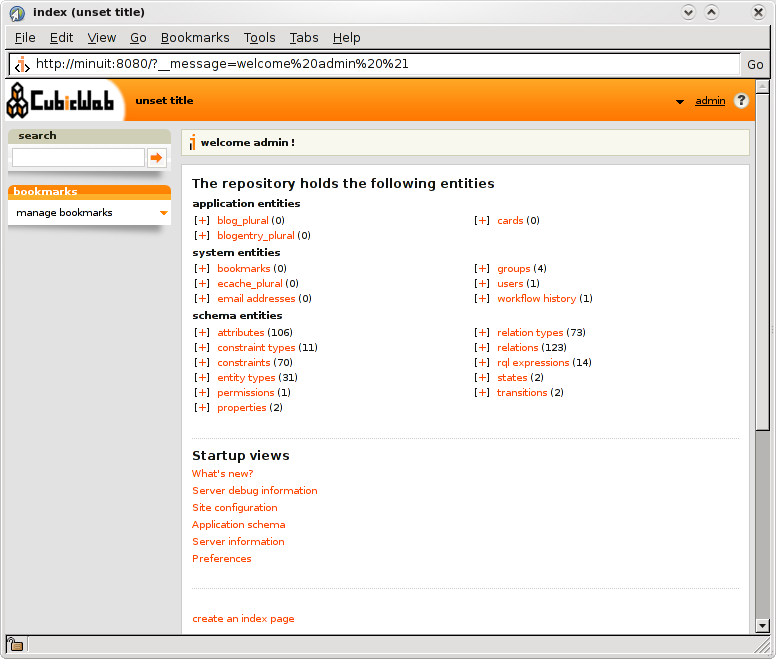 index (unset title)
File Edit View Go Bookmarks Tools Tabs Help
http://minuit:8080/?__message=welcome%20admin%20%21 Go
CubicWeb unset title admin ?
search
welcome admin !
bookmarks
manage bookmarks
The repository holds the following entities
application entities
[+] blog_plural (0) [+] cards (0)
[+] blogentry_plural (0)
system entities
[+] bookmarks (0) [+] groups (4)
[+] ecache_plural (0) [+] users (1)
[+] email addresses (0) [+] workflow history (1)
schema entities
[+] attributes (106) [+] relation types (73)
[+] constraint types (11) [+] relations (123)
[+] constraints (70) [+] rql expressions (14)
[+] entity types (31) [+] states (2)
[+] permissions (1) [+] transitions (2)
[+] properties (2)
Startup views
What's new?
Server debug information
Site configuration
Application schema
Server information
Preferences
create an index page